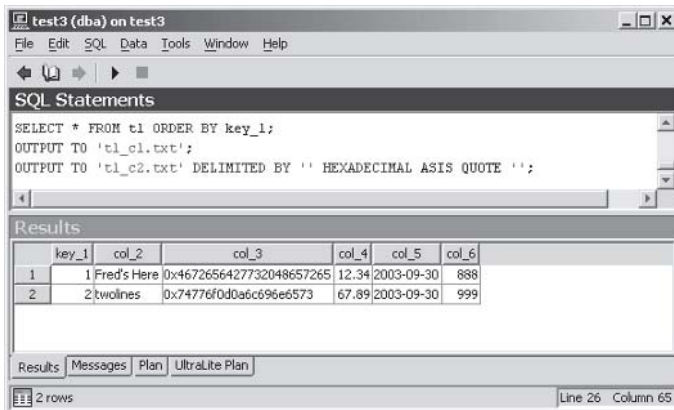 test3 (dba) on test3
File Edit SQL Data Tools Window Help
SQL Statements
SELECT * FROM t1 ORDER BY key_1;
OUTPUT TO 't1_c1.txt';
OUTPUT TO 't1_c2.txt' DELIMITED BY '' HEXADECIMAL ASIS QUOTE '';
Results
key_1 col_2 col_3 col_4 col_5 col_6
1 1 Fred's Here 0x4672656427732048657265 12.34 2003-09-30 888
2 2 twolines 0x74776f0d0a6c696e6573 67.89 2003-09-30 999
Results Messages Plan UltraLite Plan
2 rows Line 26 Column 65